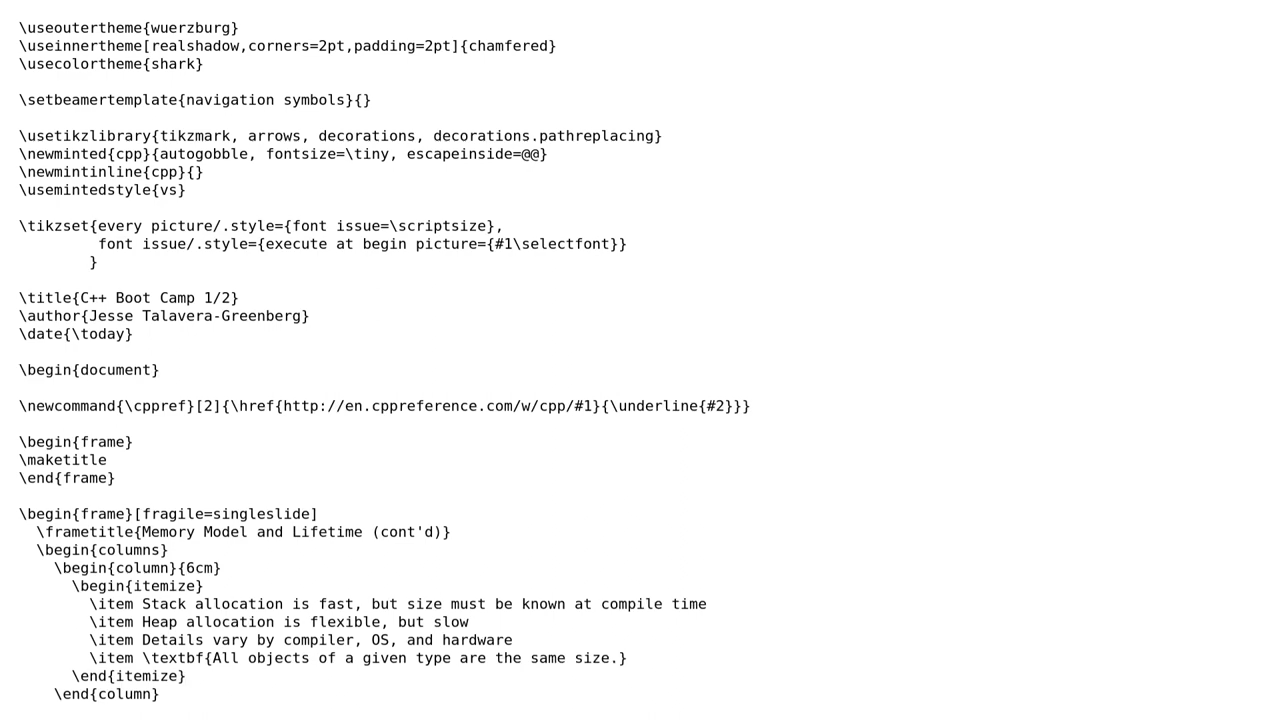 \useoutertheme{wuerzburg}
\useinnertheme[realshadow,corners=2pt,padding=2pt]{chamfered}
\usecolortheme{shark}

\setbeamertemplate{navigation symbols}{}

\usetikzlibrary{tikzmark, arrows, decorations, decorations.pathreplacing}
\newminted{cpp}{autogobble, fontsize=\tiny, escapeinside=@@}
\newmintinline{cpp}{}
\usemintedstyle{vs}

\tikzset{every picture/.style={font issue=\scriptsize},
         font issue/.style={execute at begin picture={#1\selectfont}}
        }

\title{C++ Boot Camp 1/2}
\author{Jesse Talavera-Greenberg}
\date{\today}

\begin{document}

\newcommand{\cppref}[2]{\href{http://en.cppreference.com/w/cpp/#1}{\underline{#2}}}

\begin{frame}
\maketitle
\end{frame}

\begin{frame}[fragile=singleslide]
  \frametitle{Memory Model and Lifetime (cont'd)}
  \begin{columns}
    \begin{column}{6cm}
      \begin{itemize}
        \item Stack allocation is fast, but size must be known at compile time
        \item Heap allocation is flexible, but slow
        \item Details vary by compiler, OS, and hardware
        \item \textbf{All objects of a given type are the same size.}
      \end{itemize}
    \end{column}